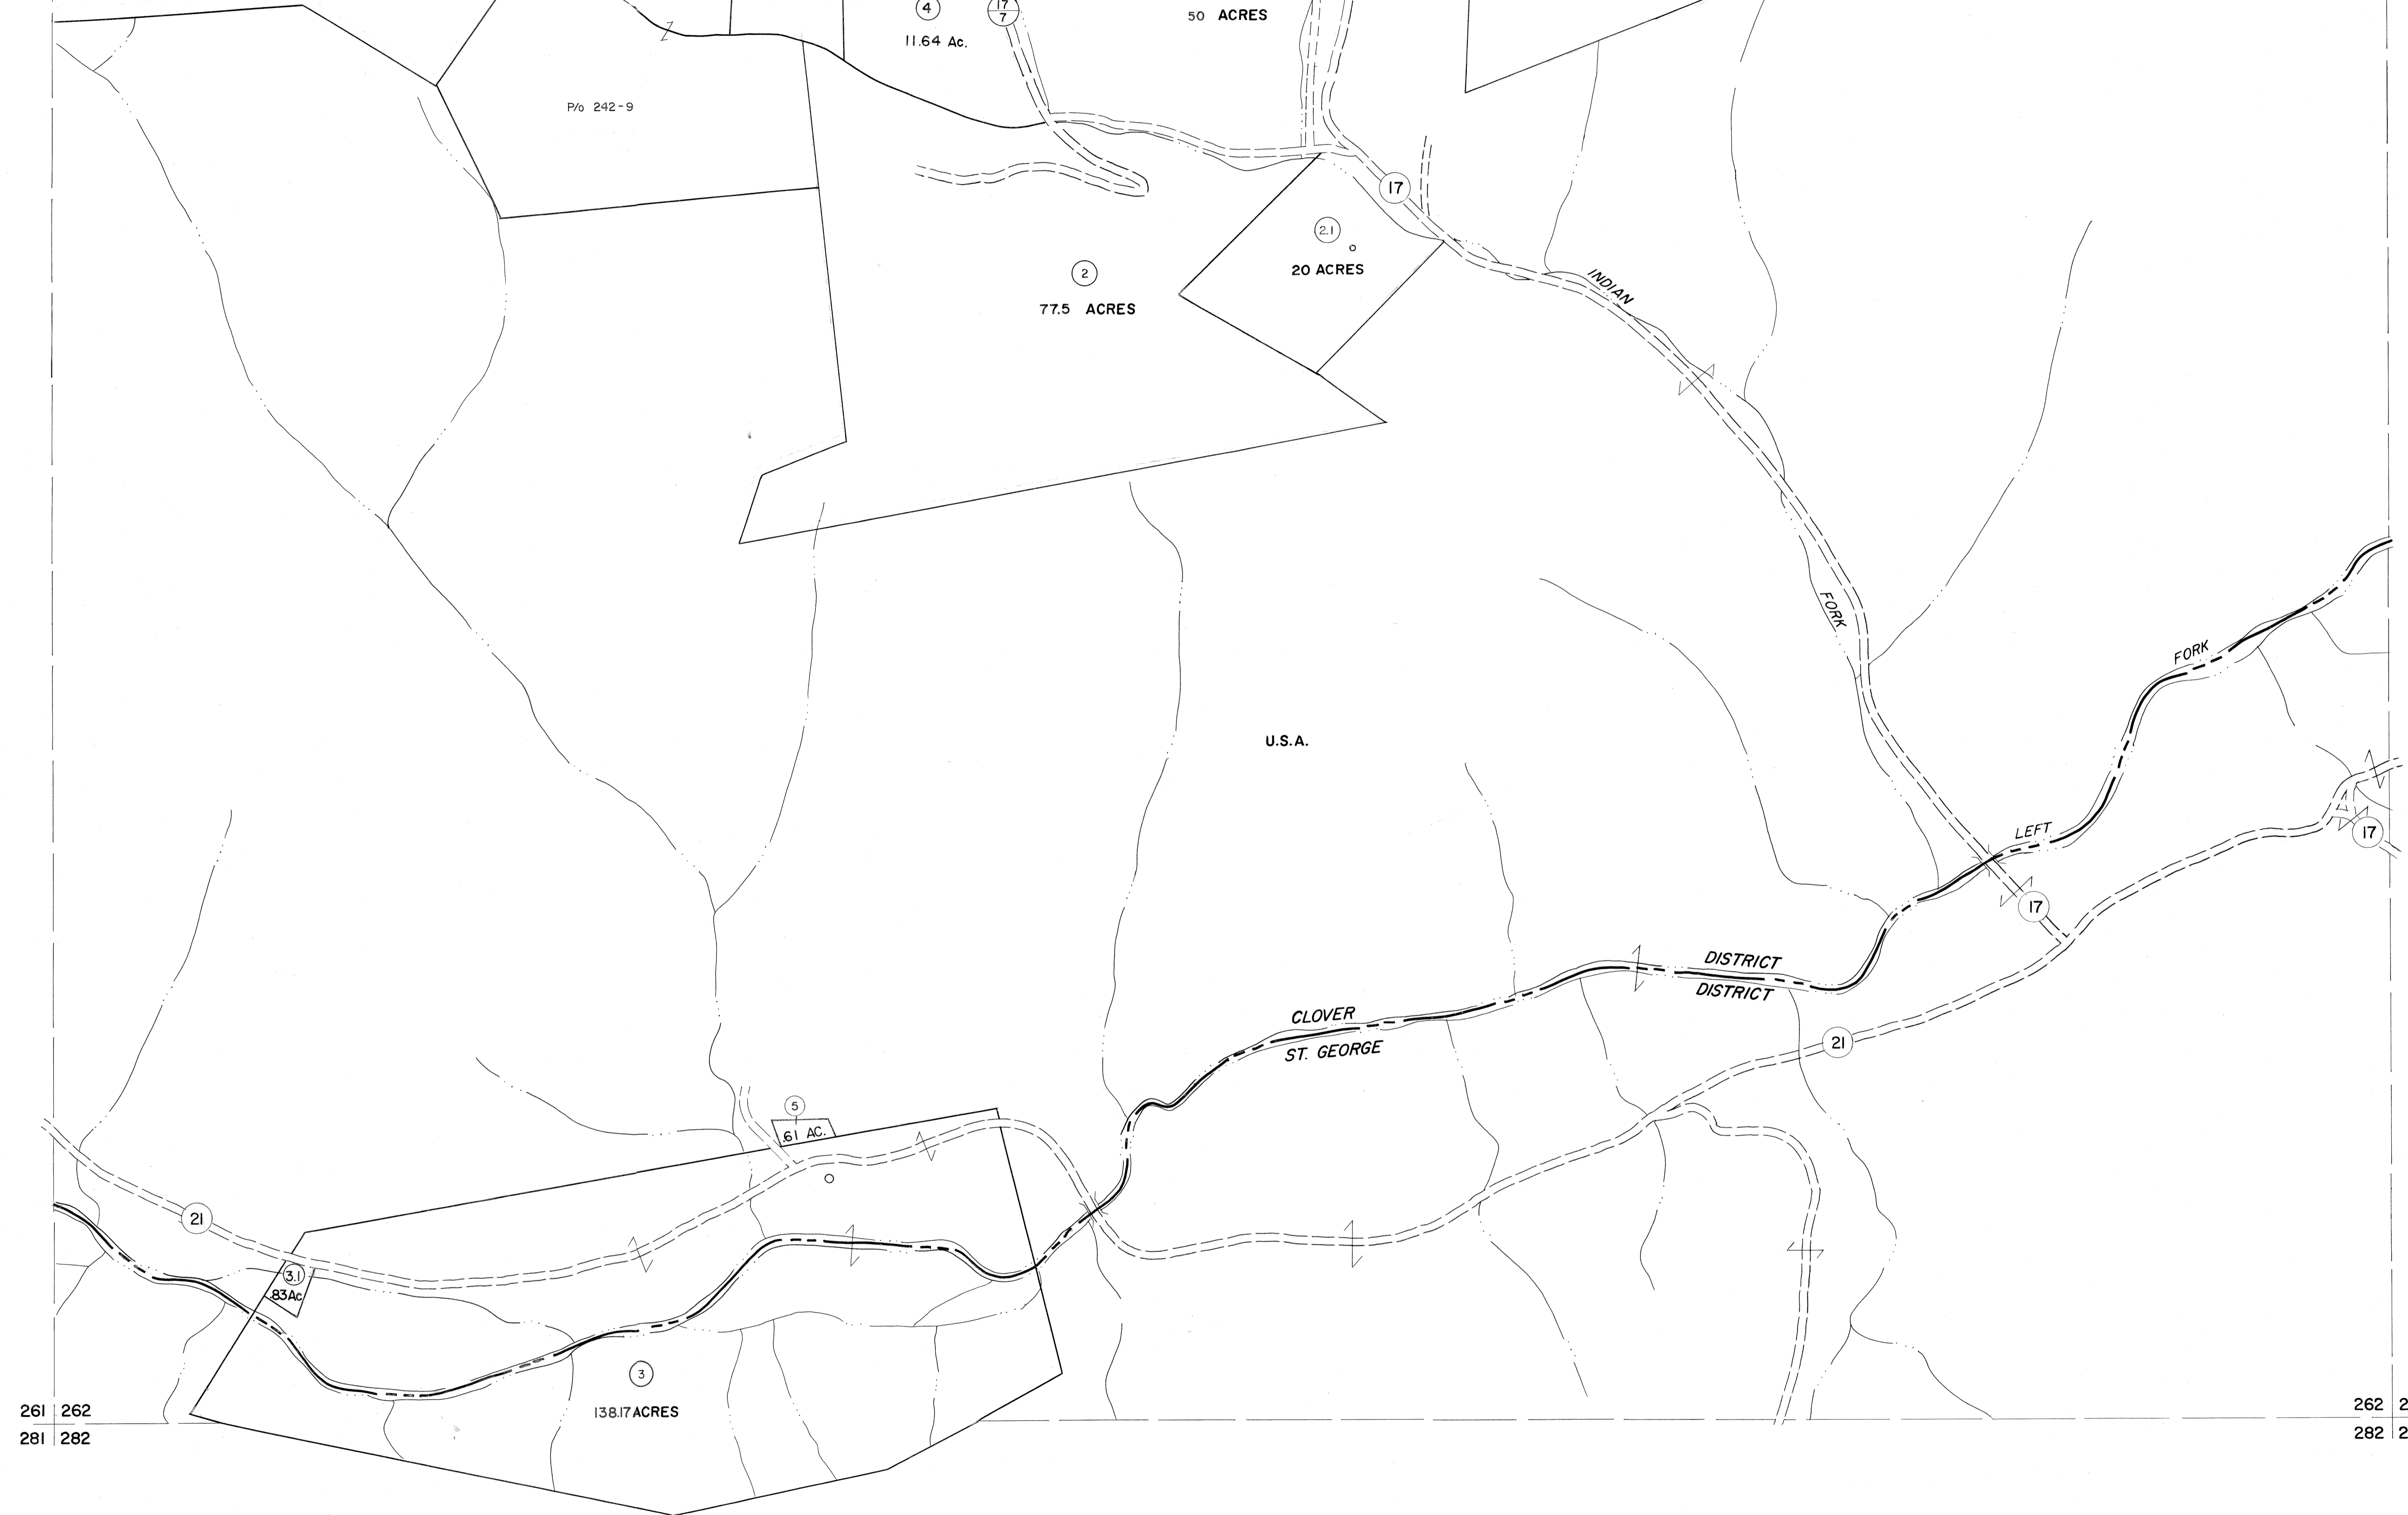 4
11.64 Ac.
17
7
50 ACRES
P/o 242-9
17
2.1
20 ACRES
2
77.5 ACRES
INDIAN
FORK
FORK
U.S.A.
LEFT
17
17
DISTRICT
DISTRICT
CLOVER
ST. GEORGE
21
5
.61 AC.
21
3.1
.83Ac
3
138.17 ACRES
261 262
281 282
262 2
282 2